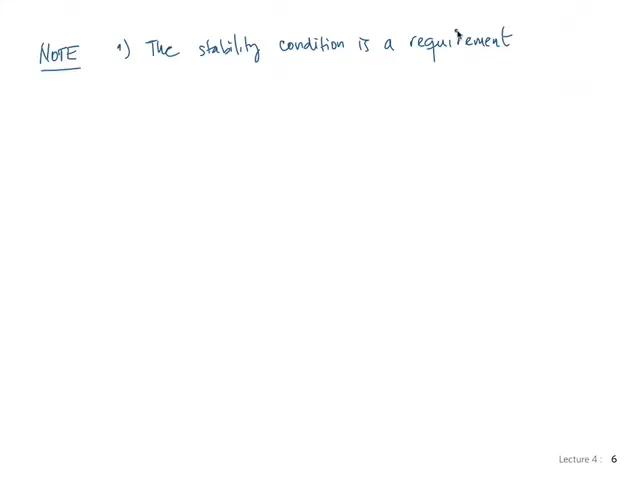 NOTE 1) The stability condition is a requirement
Lecture 4 : 6